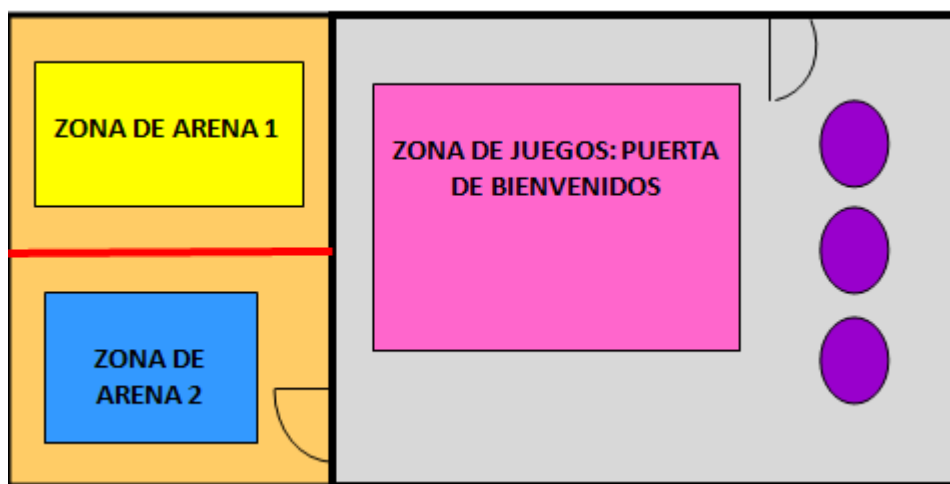 ZONA DE ARENA 1
ZONA DE JUEGOS: PUERTA
DE BIENVENIDOS
ZONA DE
ARENA 2